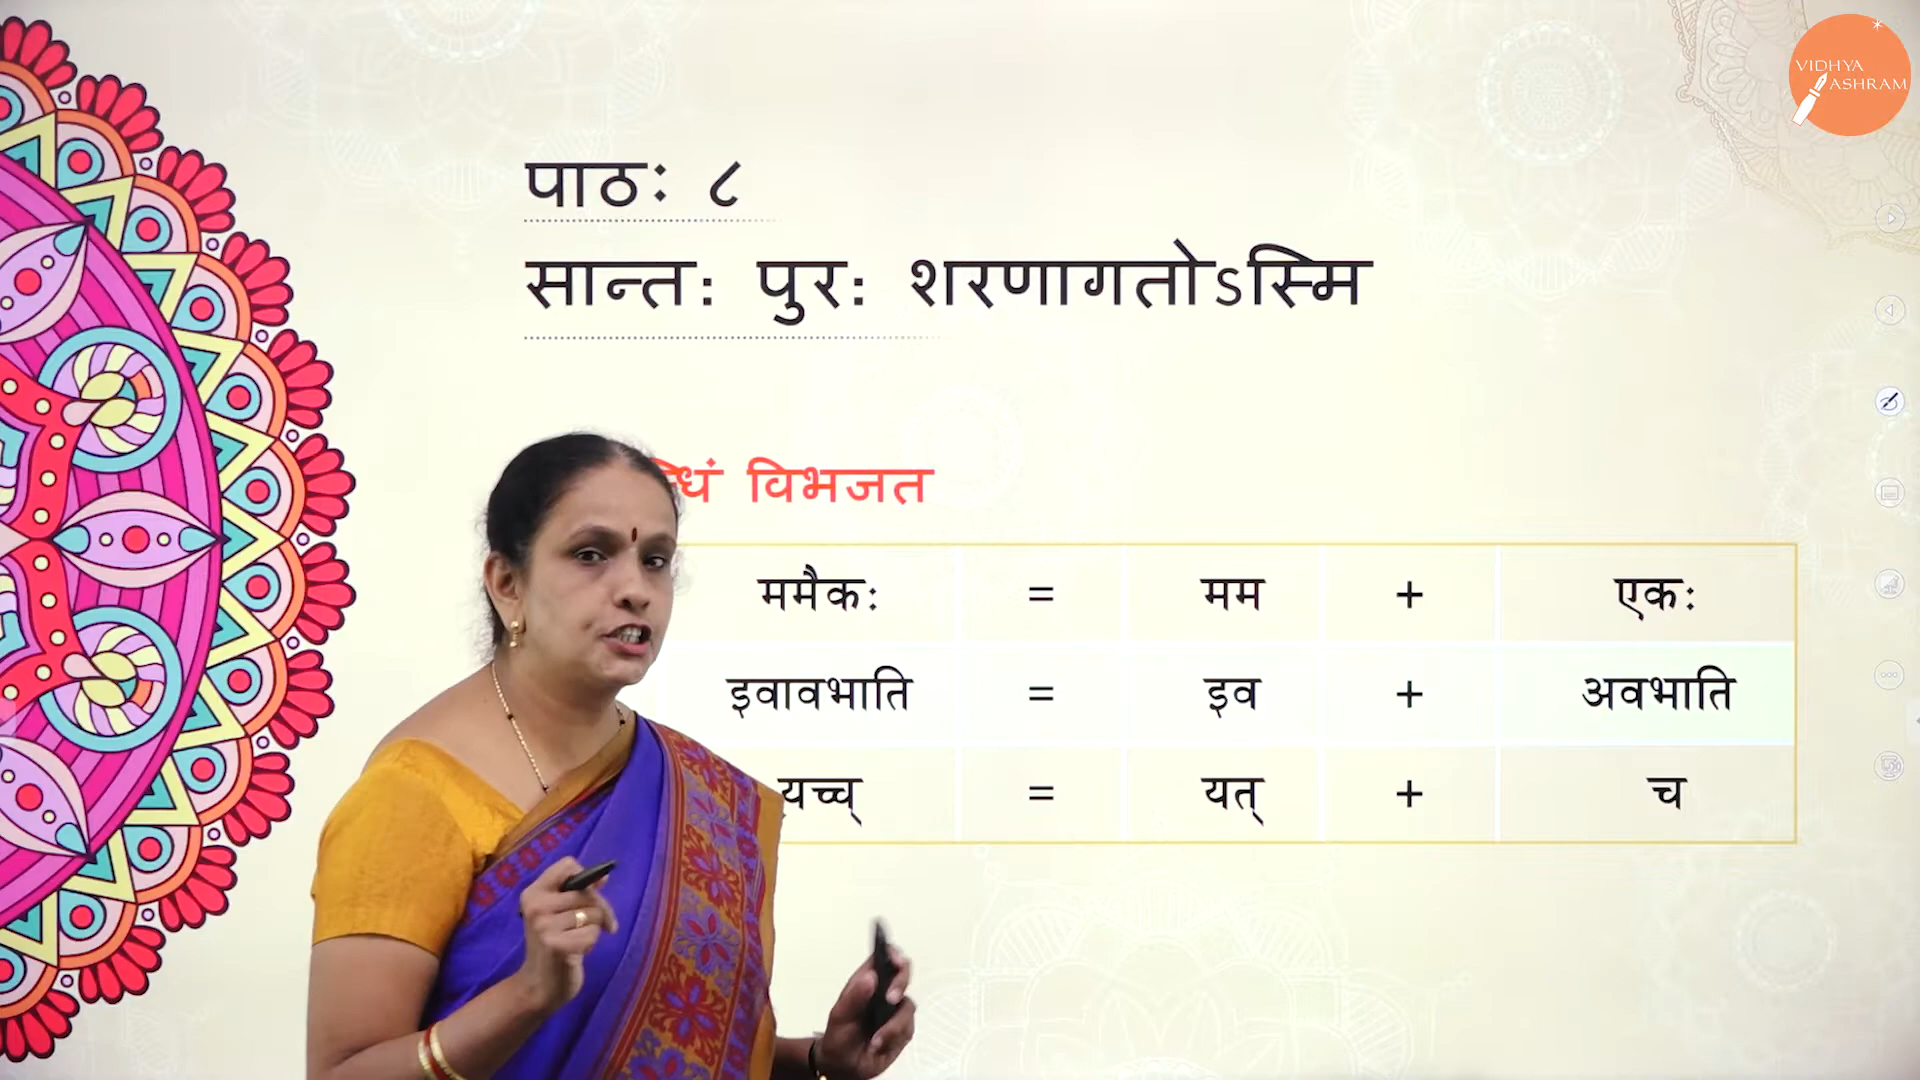 VIDHYA
ASHRAM
पाठः ८
सान्तः पुरः शरणागतोऽस्मि
विभजत
ममैकः = मम + एकः
इवावभाति = इव + अवभाति
यच्च् = यत् + च